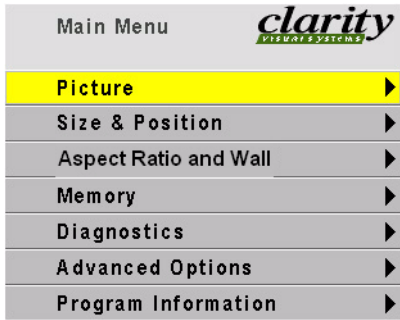 Main Menu
clarity
VISUAL SYSTEMS
Picture
Size & Position
Aspect Ratio and Wall
Memory
Diagnostics
Advanced Options
Program Information